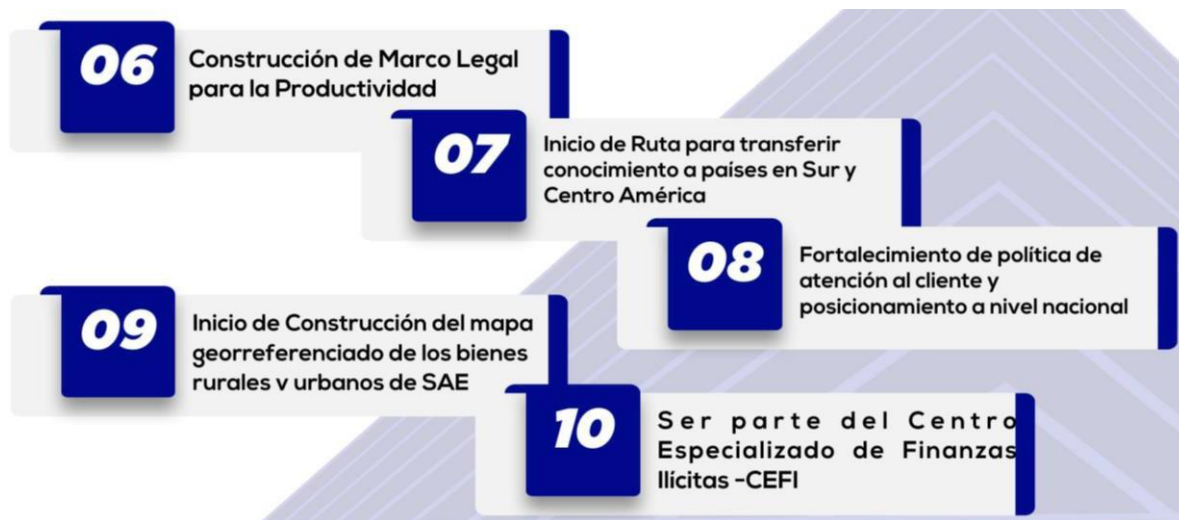 06
Construcción de Marco Legal
para la Productividad
07
Inicio de Ruta para transferir
conocimiento a países en Sur y
Centro América
08
Fortalecimiento de política de
atención al cliente y
posicionamiento a nivel nacional
09
Inicio de Construcción del mapa
georreferenciado de los bienes
rurales y urbanos de SAE
10
Ser parte del Centro
Especializado de Finanzas
Ilícitas -CEFI